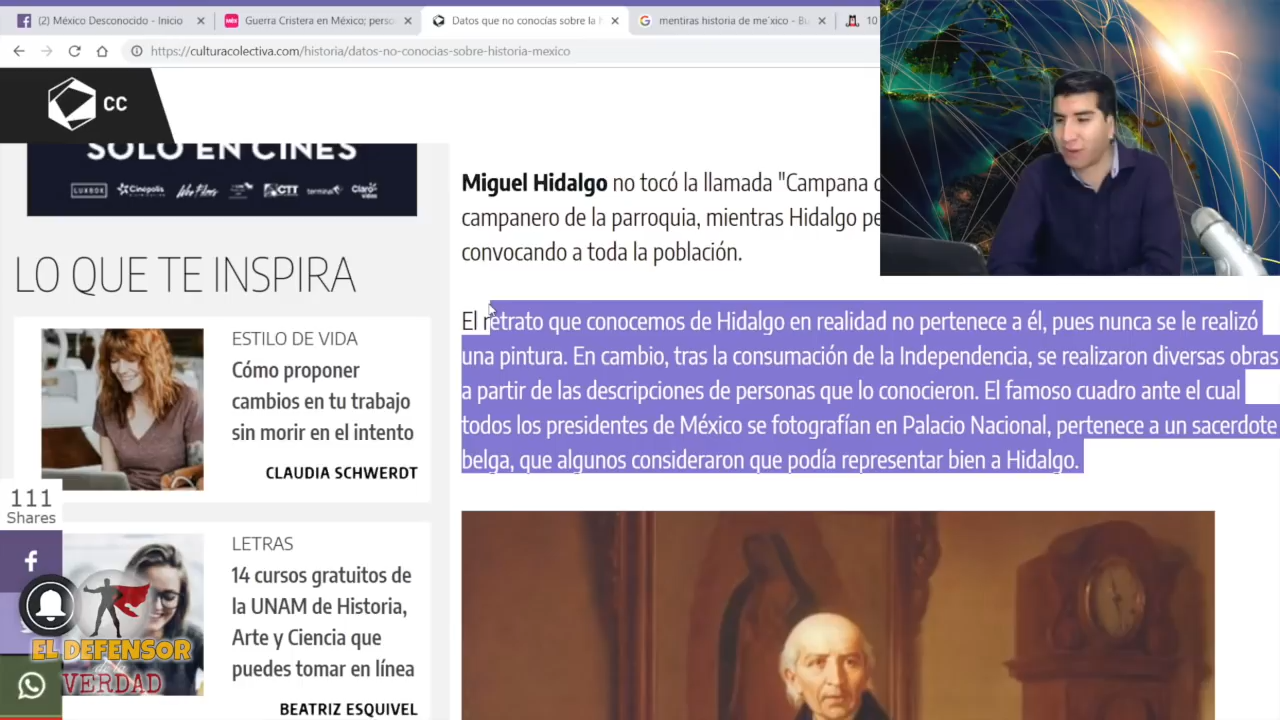 (2) México Desconocido - Inicio
Guerra Cristera en México; perso
Datos que no conocías sobre la
mentiras historia de me´xico - Bu
10
https://culturacolectiva.com/historia/datos-no-conocias-sobre-historia-mexico
CC
SOLO EN CINES
LUXBOX
Cinépolis
CTT
Claro
video
Miguel Hidalgo no tocó la llamada "Campana
campanero de la parroquia, mientras Hidalgo
convocando a toda la población.
LO QUE TE INSPIRA
El retrato que conocemos de Hidalgo en realidad no pertenece a él, pues nunca se le realizó
una pintura. En cambio, tras la consumación de la Independencia, se realizaron diversas obras
a partir de las descripciones de personas que lo conocieron. El famoso cuadro ante el cual
todos los presidentes de México se fotografían en Palacio Nacional, pertenece a un sacerdote
belga, que algunos consideraron que podía representar bien a Hidalgo.
ESTILO DE VIDA
Cómo proponer
cambios en tu trabajo
sin morir en el intento
CLAUDIA SCHWERDT
111
Shares
LETRAS
14 cursos gratuitos de
la UNAM de Historia,
Arte y Ciencia que
puedes tomar en línea
BEATRIZ ESQUIVEL
EL DEFENSOR
de la
VERDAD